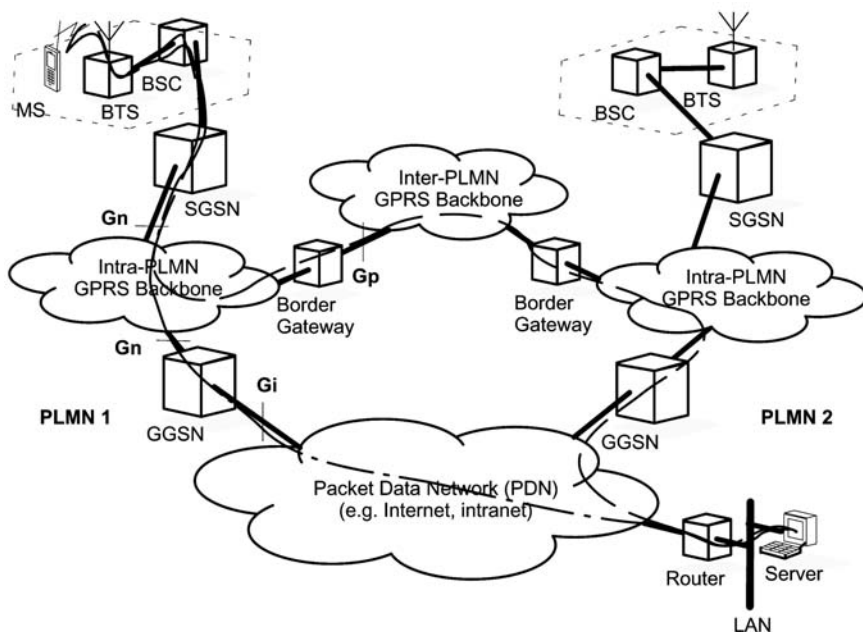 BSC
MS
BTS
SGSN
Gn
Intra-PLMN
GPRS Backbone
Inter-PLMN
GPRS Backbone
Gp
Border
Gateway
Border
Gateway
BSC
BTS
SGSN
Intra-PLMN
GPRS Backbone
Gn
Gi
PLMN 1
GGSN
GGSN
PLMN 2
Packet Data Network (PDN)
(e.g. Internet, intranet)
Router
Server
LAN